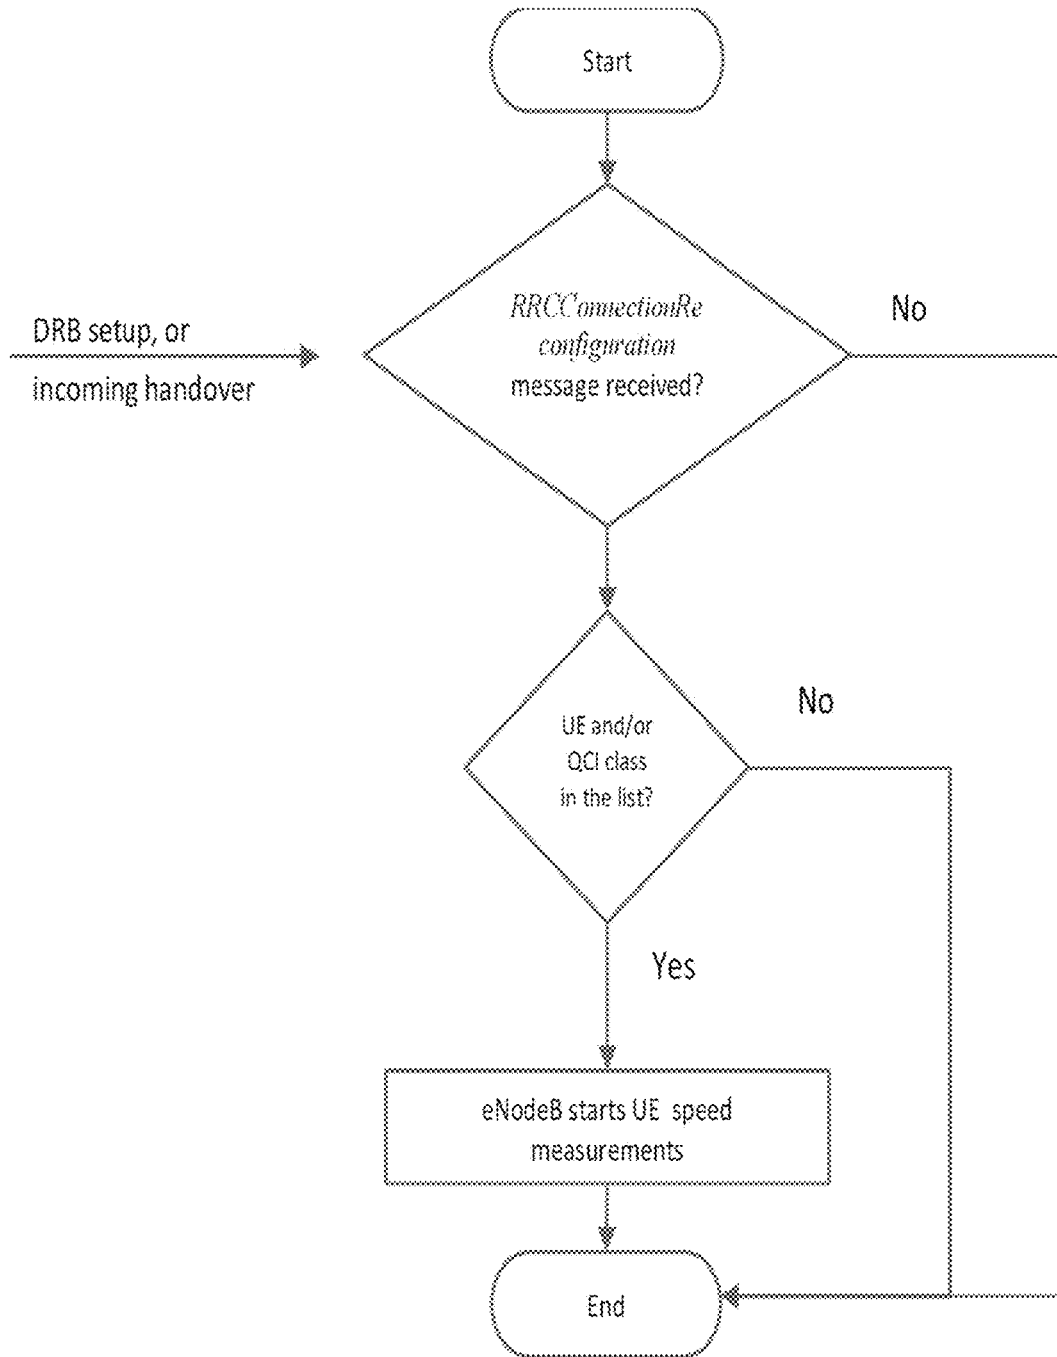 Start
RRCConnectionRe
configuration
message received?
No
DRB setup, or
incoming handover
UE and/or
QCI class
in the list?
No
Yes
eNodeB starts UE speed
measurements
End